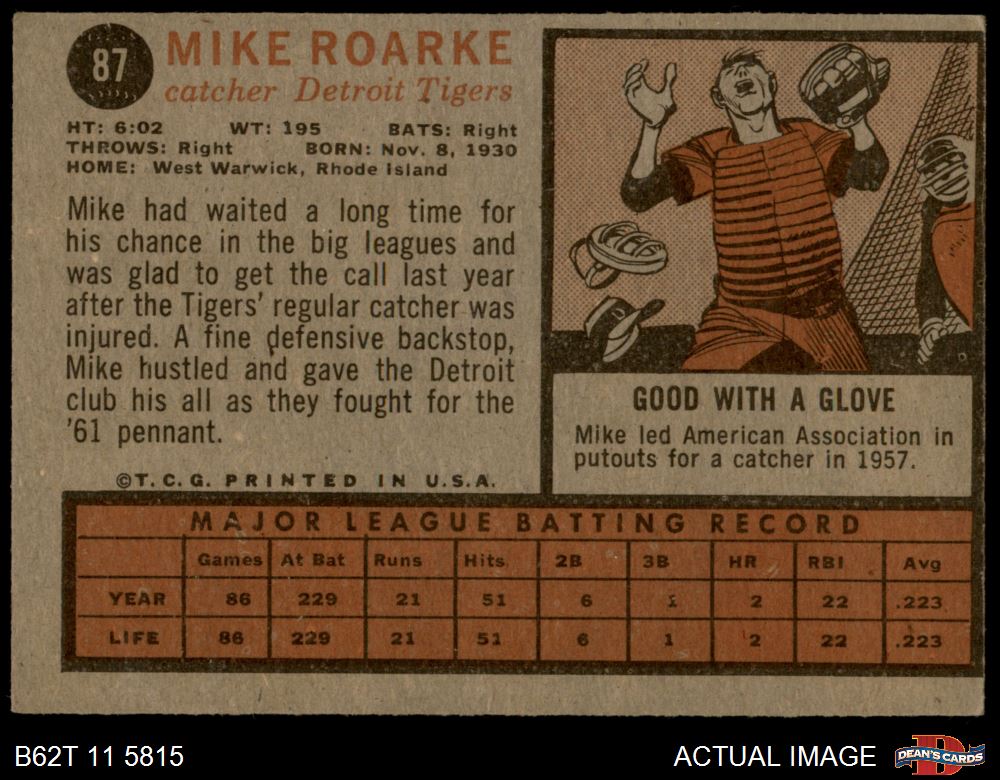 87
MIKE ROARKE
catcher Detroit Tigers
HT: 6:02 WT: 195 BATS: Right
THROWS: Right BORN: Nov. 8, 1930
HOME: West Warwick, Rhode Island
Mike had waited a long time for
his chance in the big leagues and
was glad to get the call last year
after the Tigers' regular catcher was
injured. A fine defensive backstop,
Mike hustled and gave the Detroit
club his all as they fought for the
'61 pennant.
©T.C.G. PRINTED IN U.S.A.
GOOD WITH A GLOVE
Mike led American Association in
putouts for a catcher in 1957.
MAJOR LEAGUE BATTING RECORD
Games At Bat Runs Hits 2B 3B HR RBI Avg
YEAR 86 229 21 51 6 1 2 22 .223
LIFE 86 229 21 51 6 1 2 22 .223
B62T 11 5815
ACTUAL IMAGE
D
DEAN'S CARDS